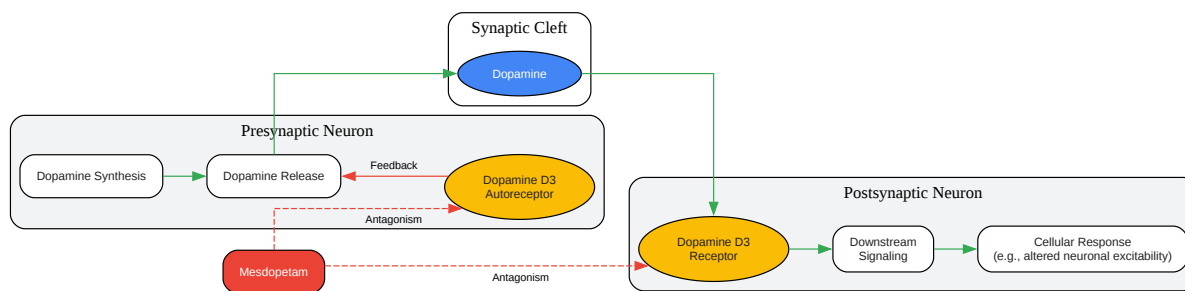 Synaptic Cleft
Dopamine
Presynaptic Neuron
Dopamine Synthesis
Dopamine Release
Feedback
Dopamine D3
Autoreceptor
Antagonism
Mesdopetam
Antagonism
Postsynaptic Neuron
Dopamine D3
Receptor
Downstream
Signaling
Cellular Response
(e.g., altered neuronal excitability)